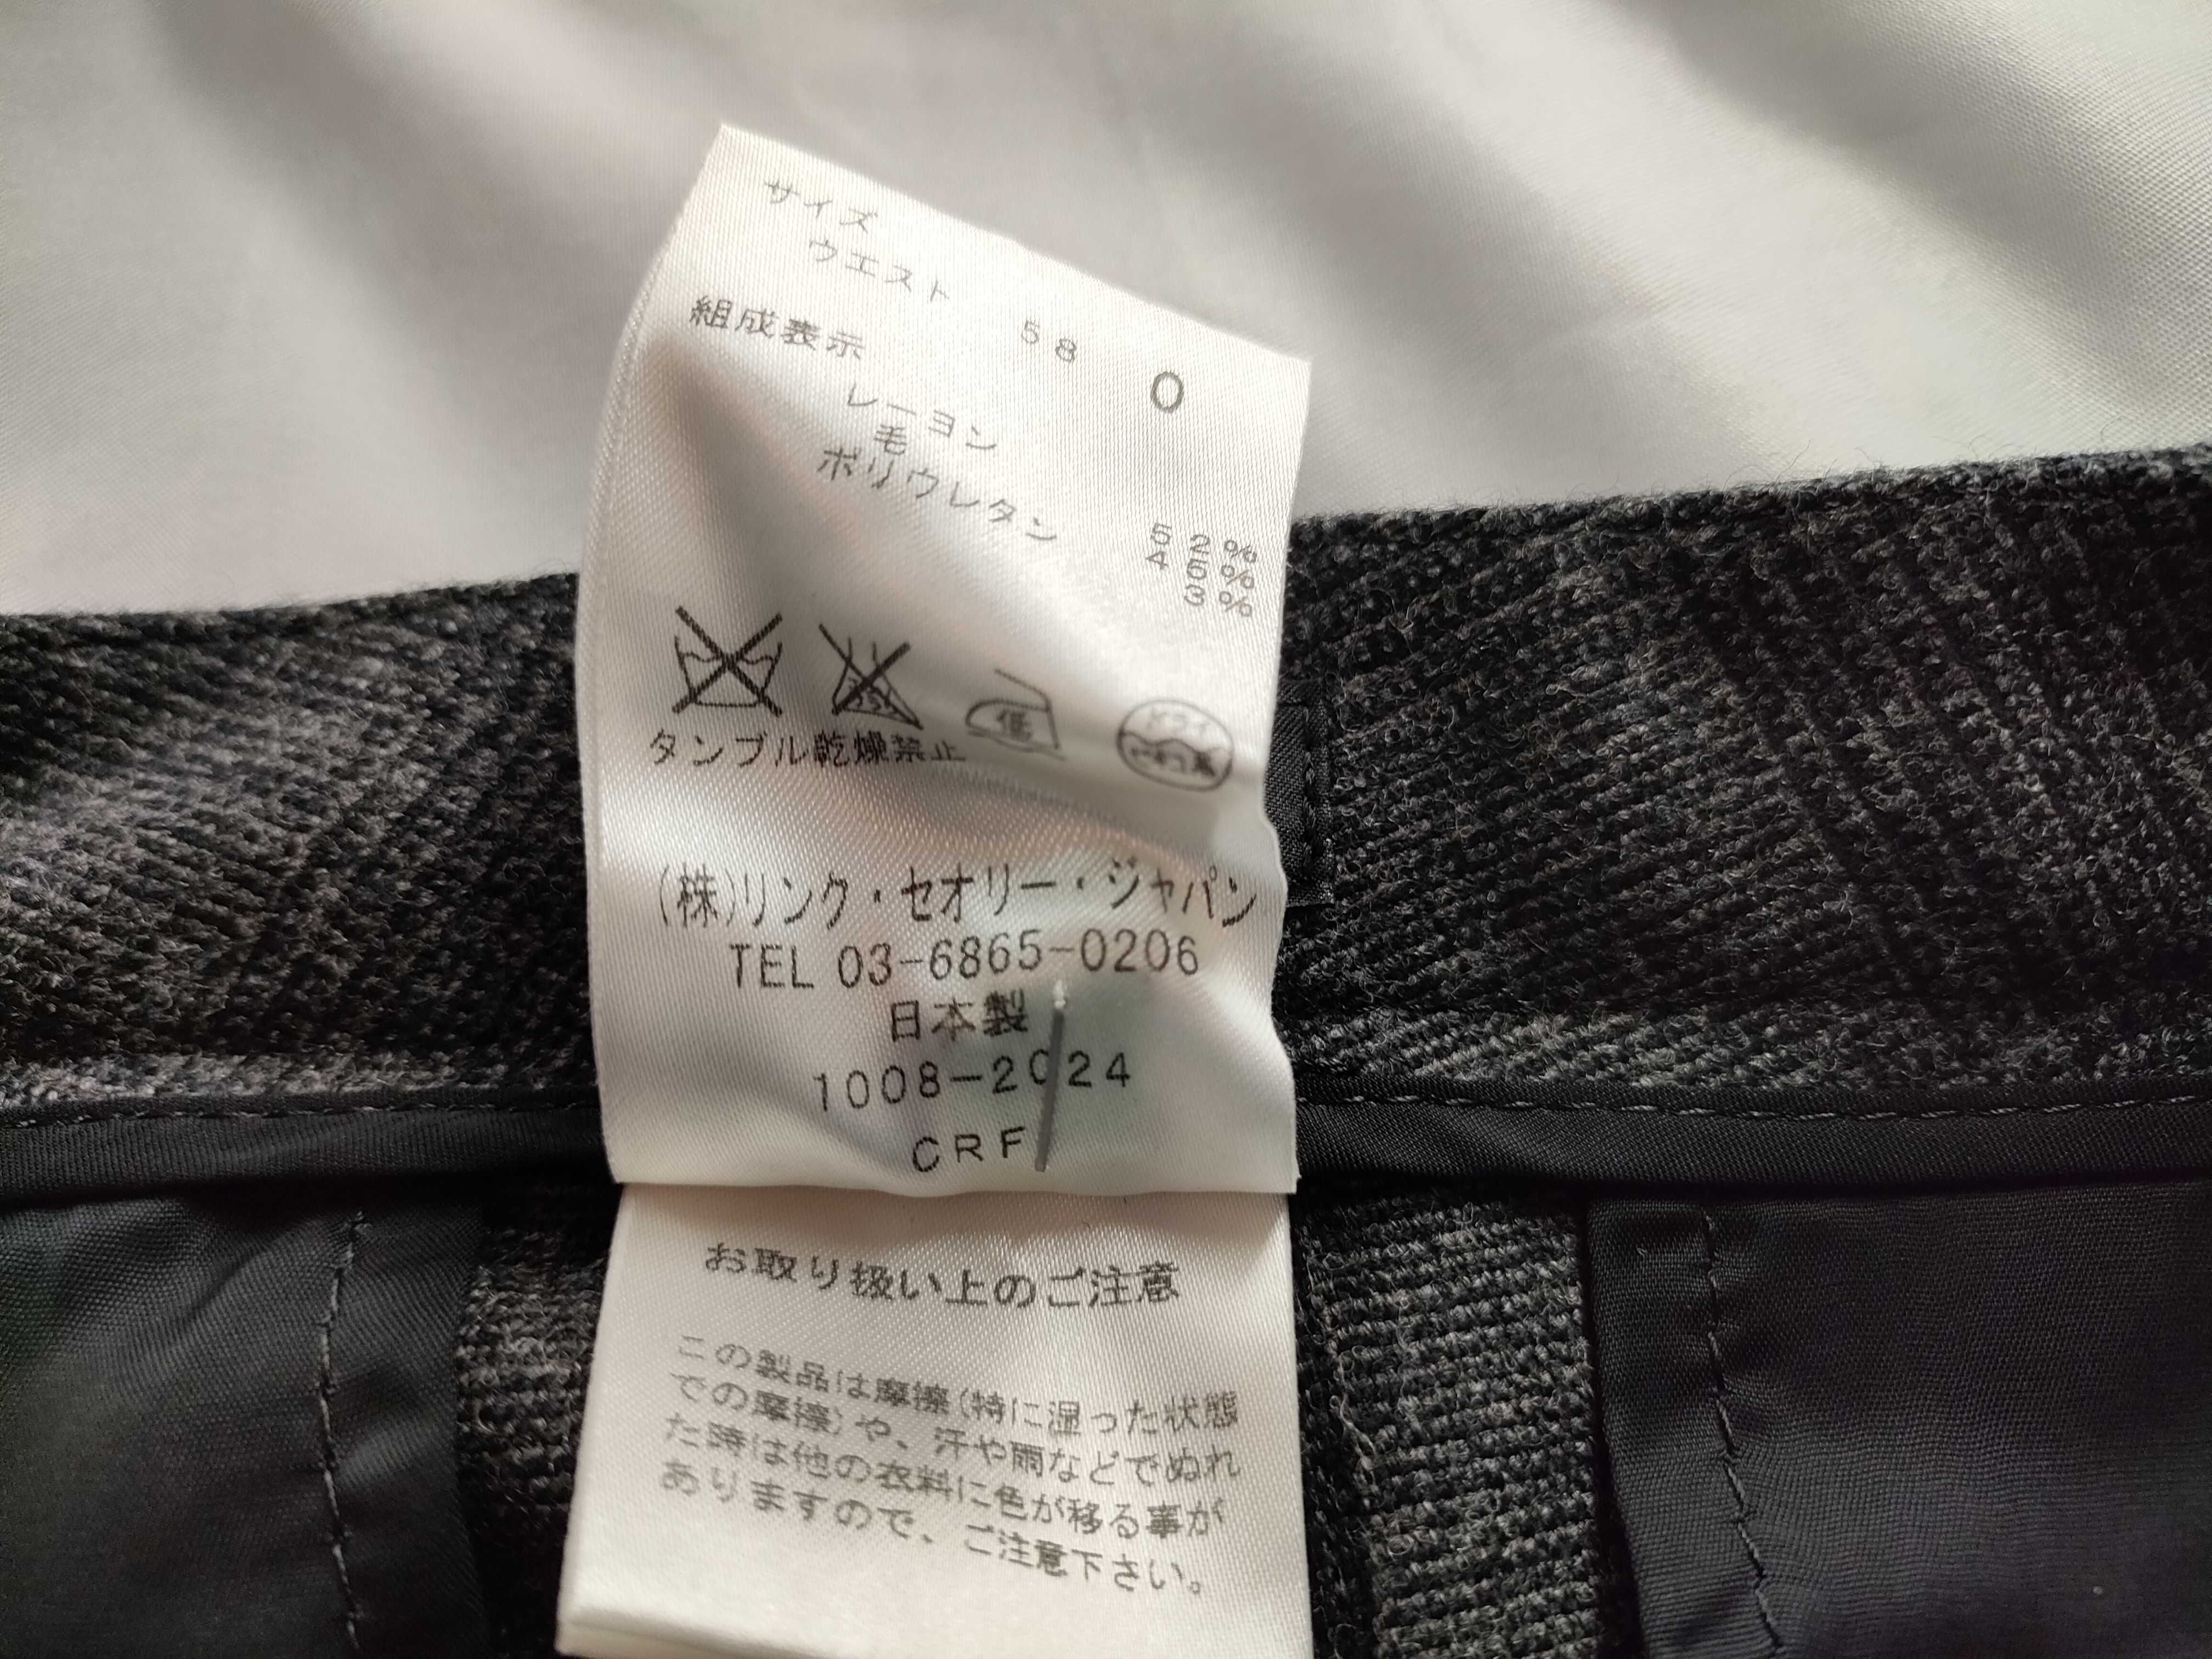 サイズ 0
ウエスト 58
組成表示
レーヨン 52%
毛 45%
ポリウレタン 3%
低
ドライ
タンブル乾燥禁止
(株)リンク・セオリー・ジャパン
TEL 03-6865-0206
日本製
1008-2024
CRF
お取り扱い上のご注意
この製品は摩擦(特に湿った状態
での摩擦)や、汗や雨などでぬれ
た時は他の衣料に色が移る事が
ありますので、ご注意下さい。